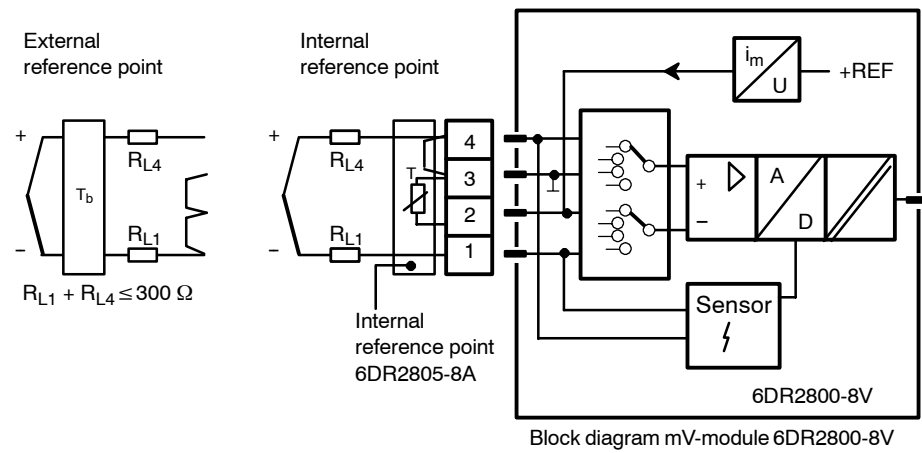 External
reference point
+
R_L4
T_b
R_L1
−
R_L1 + R_L4 ≤ 300 Ω
Internal
reference point
+
R_L4
T
R_L1
−
4
3
2
1
Internal
reference point
6DR2805-8A
i_m
U
+REF
+
−
A
D
Sensor
6DR2800-8V
Block diagram mV-module 6DR2800-8V